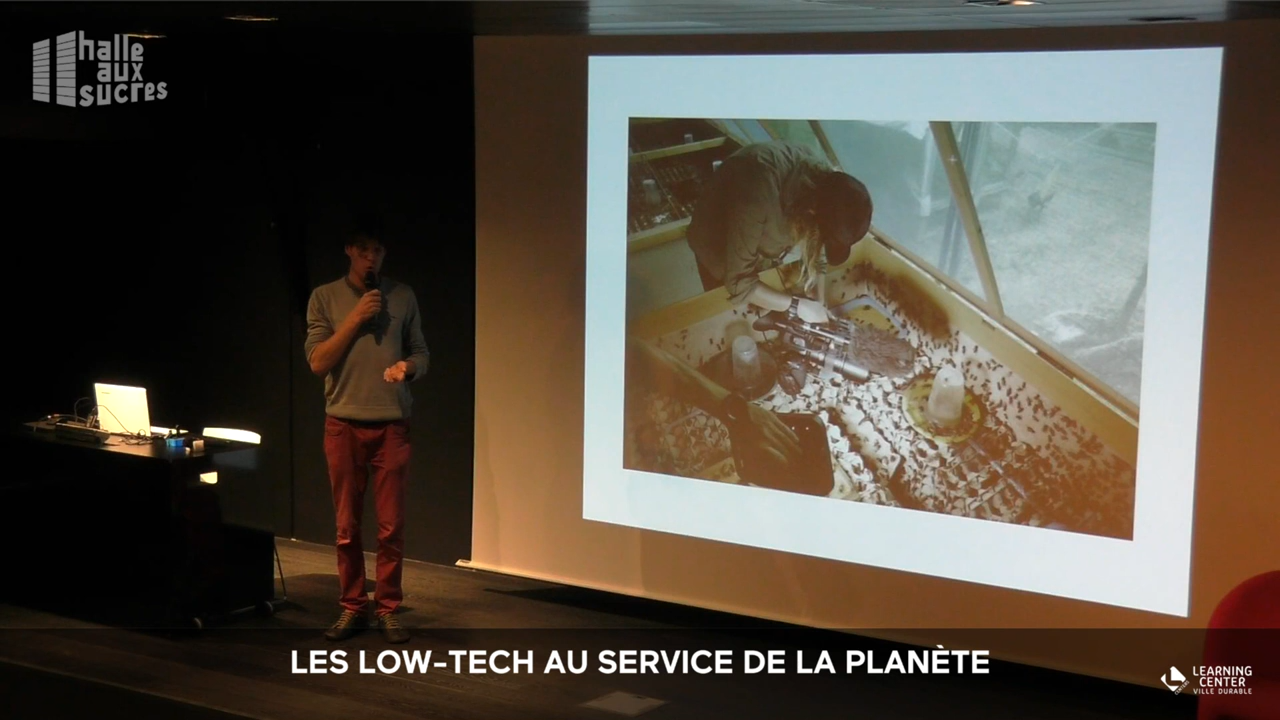 halle
aux
sucres
LES LOW-TECH AU SERVICE DE LA PLANÈTE
LEARNING
CENTER
VILLE DURABLE